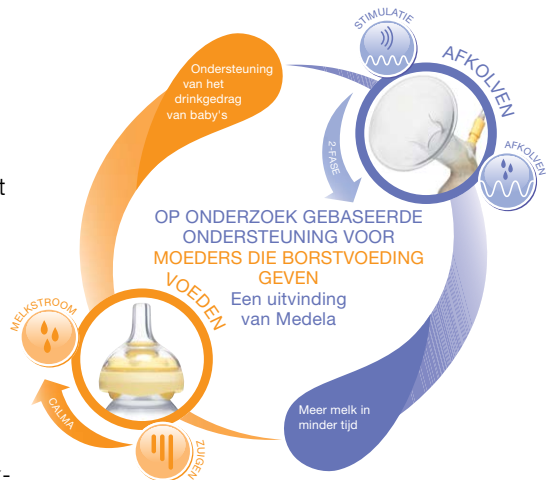 STIMULATIE
AFKOLVEN
AFKOLVEN
2-FASE
Ondersteuning
van het
drinkgedrag
van baby's
t
OP ONDERZOEK GEBASEERDE
ONDERSTEUNING VOOR
MOEDERS DIE BORSTVOEDING
GEVEN
Een uitvinding
van Medela
VOEDEN
MELKSTROOM
CALMA
ZUIGEN
Meer melk in
minder tijd
-